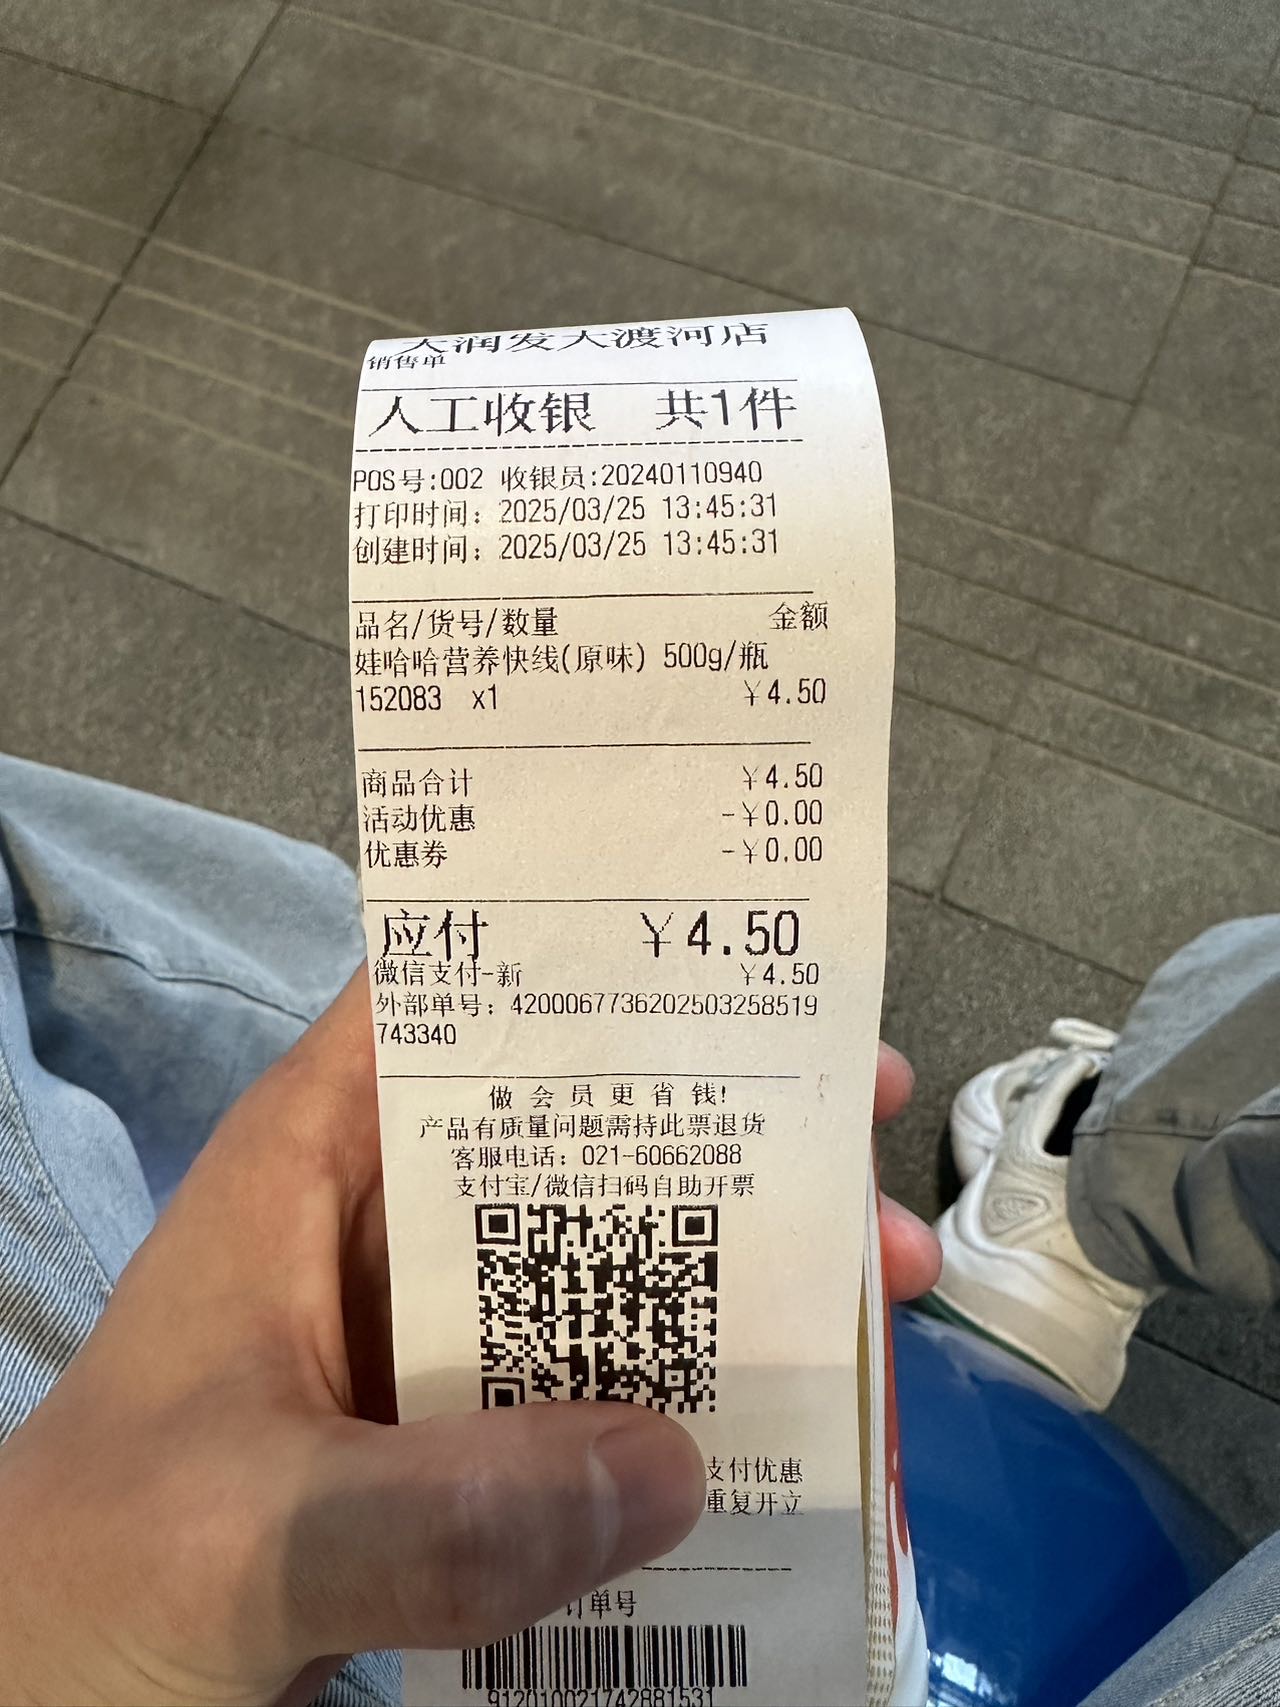 大润发大渡河店
销售单
人工收银 共1件
POS号:002 收银员:20240110940
打印时间: 2025/03/25 13:45:31
创建时间: 2025/03/25 13:45:31
品名/货号/数量 金额
娃哈哈营养快线(原味) 500g/瓶
152083 x1 ¥4.50
商品合计 ¥4.50
活动优惠 -¥0.00
优惠券 -¥0.00
应付 ¥4.50
微信支付-新 ¥4.50
外部单号: 4200067736202503258519
743340
做会员更省钱!
产品有质量问题需持此票退货
客服电话: 021-60662088
支付宝/微信扫码自助开票
支付优惠
重复开立
订单号
912010021742881531